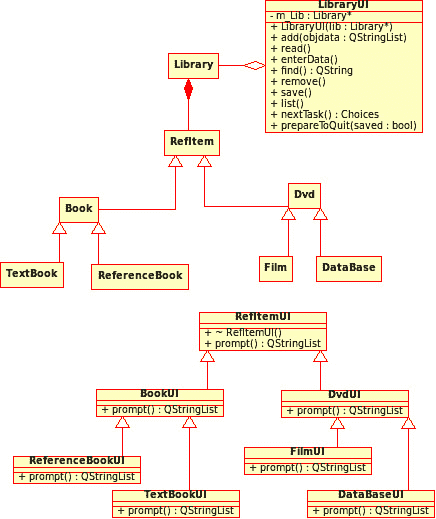 LibraryUI
- m_Lib : Library*
+ LibraryUI(lib : Library*)
+ add(objdata : QStringList)
+ read()
+ enterData()
+ find() : QString
+ remove()
+ save()
+ list()
+ nextTask() : Choices
+ prepareToQuit(saved : bool)
Library
RefItem
Book
Dvd
TextBook
ReferenceBook
Film
DataBase
RefItemUI
+ ~ RefItemUI()
+ prompt() : QStringList
BookUI
+ prompt() : QStringList
DvdUI
+ prompt() : QStringList
ReferenceBookUI
+ prompt() : QStringList
FilmUI
+ prompt() : QStringList
TextBookUI
+ prompt() : QStringList
DataBaseUI
+ prompt() : QStringList